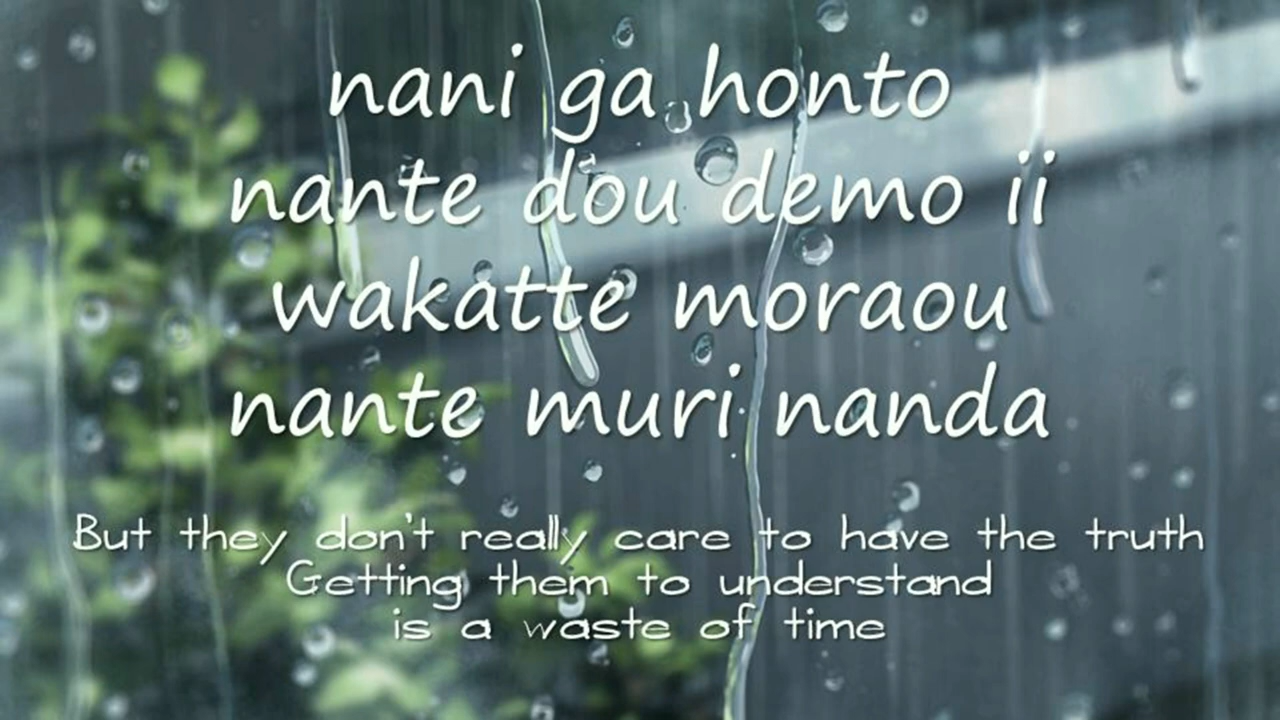 nani ga honto
nante dou demo ii
wakatte moraou
nante muri nanda
But they don't really care to have the truth
Getting them to understand
is a waste of time